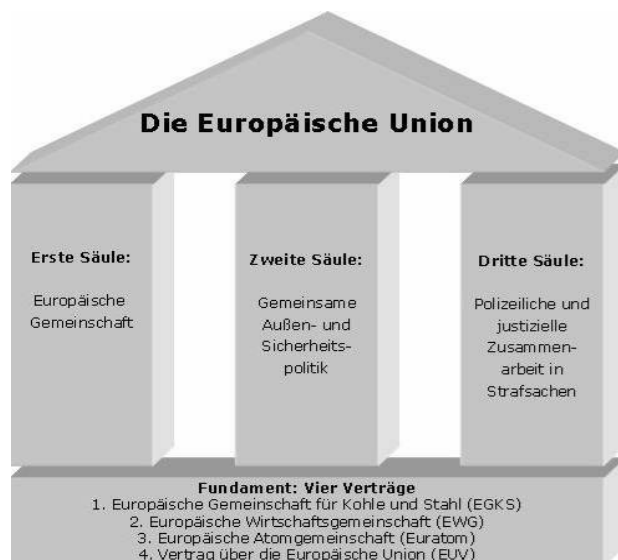 Die Europäische Union
Erste Säule:
Europäische
Gemeinschaft
Zweite Säule:
Gemeinsame
Außen- und
Sicherheits-
politik
Dritte Säule:
Polizeiliche und
justizielle
Zusammen-
arbeit in
Strafsachen
Fundament: Vier Verträge
1. Europäische Gemeinschaft für Kohle und Stahl (EGKS)
2. Europäische Wirtschaftsgemeinschaft (EWG)
3. Europäische Atomgemeinschaft (Euratom)
4. Vertrag über die Europäische Union (EUV)